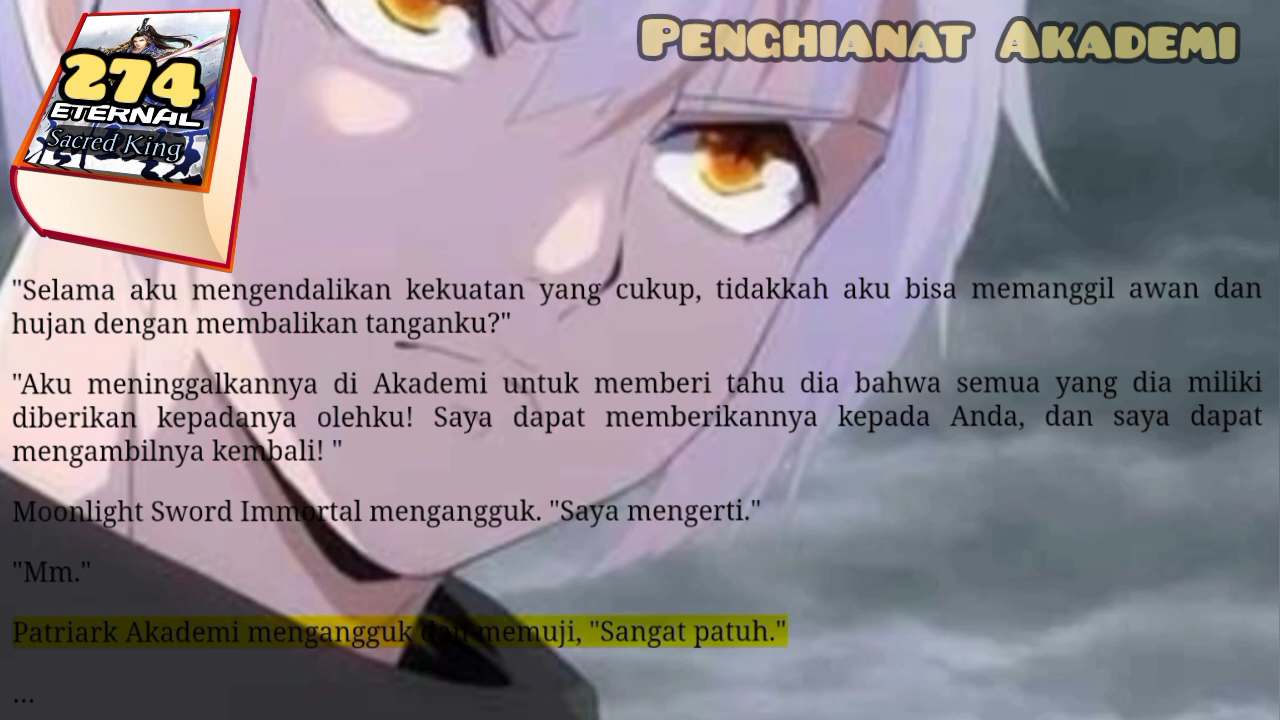 Penghianat Akademi
274
ETERNAL
Sacred King
"Selama aku mengendalikan kekuatan yang cukup, tidakkah aku bisa memanggil awan dan
hujan dengan membalikan tanganku?"
"Aku meninggalkannya di Akademi untuk memberi tahu dia bahwa semua yang dia miliki
diberikan kepadanya olehku! Saya dapat memberikannya kepada Anda, dan saya dapat
mengambilnya kembali! "
Moonlight Sword Immortal mengangguk. "Saya mengerti."
"Mm."
Patriark Akademi mengangguk dan memuji, "Sangat patuh."
...